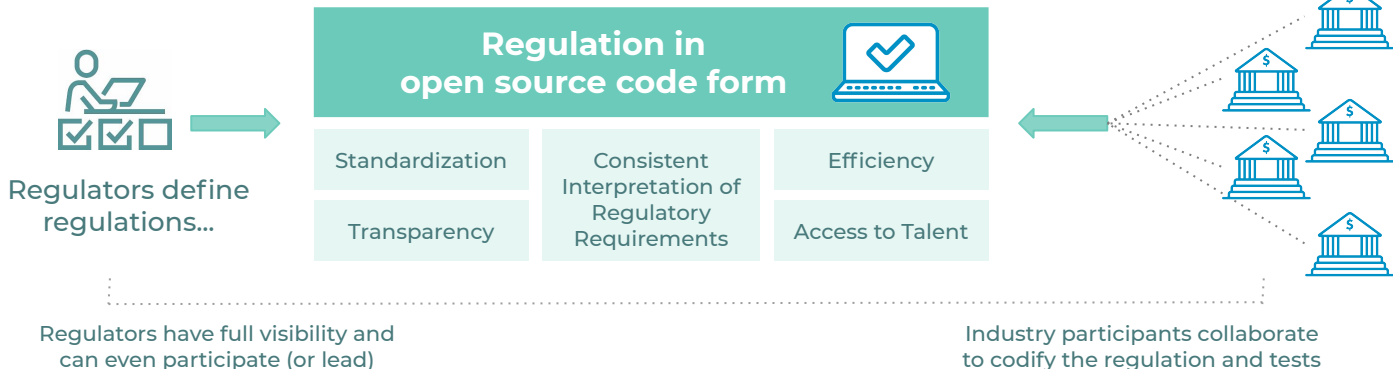 Regulation in
open source code form
Regulators define
regulations...
Standardization
Transparency
Consistent
Interpretation of
Regulatory
Requirements
Efficiency
Access to Talent
$
$
$
$
$
Regulators have full visibility and
can even participate (or lead)
Industry participants collaborate
to codify the regulation and tests